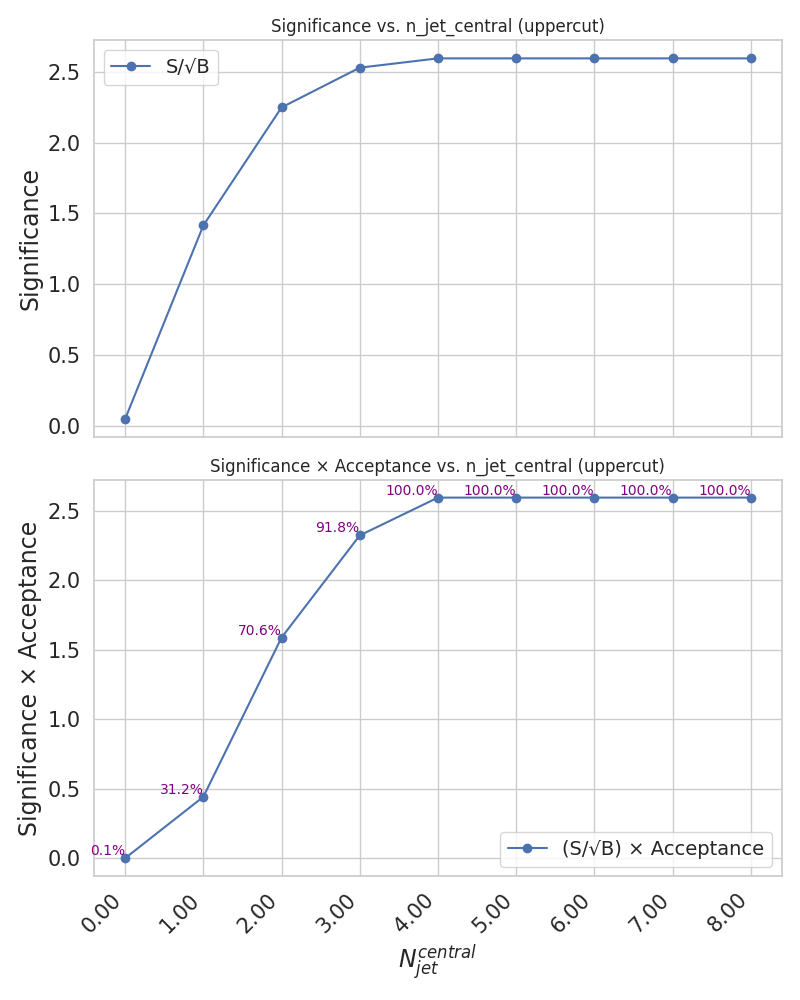 Significance vs. n_jet_central (uppercut)
S/√B
2.5
2.0
1.5
1.0
0.5
0.0
Significance
Significance × Acceptance vs. n_jet_central (uppercut)
100.0% 100.0% 100.0% 100.0% 100.0%
91.8%
70.6%
31.2%
0.1%
2.5
2.0
1.5
1.0
0.5
0.0
Significance × Acceptance
(S/√B) × Acceptance
0.00 1.00 2.00 3.00 4.00 5.00 6.00 7.00 8.00
N_{jet}^{central}